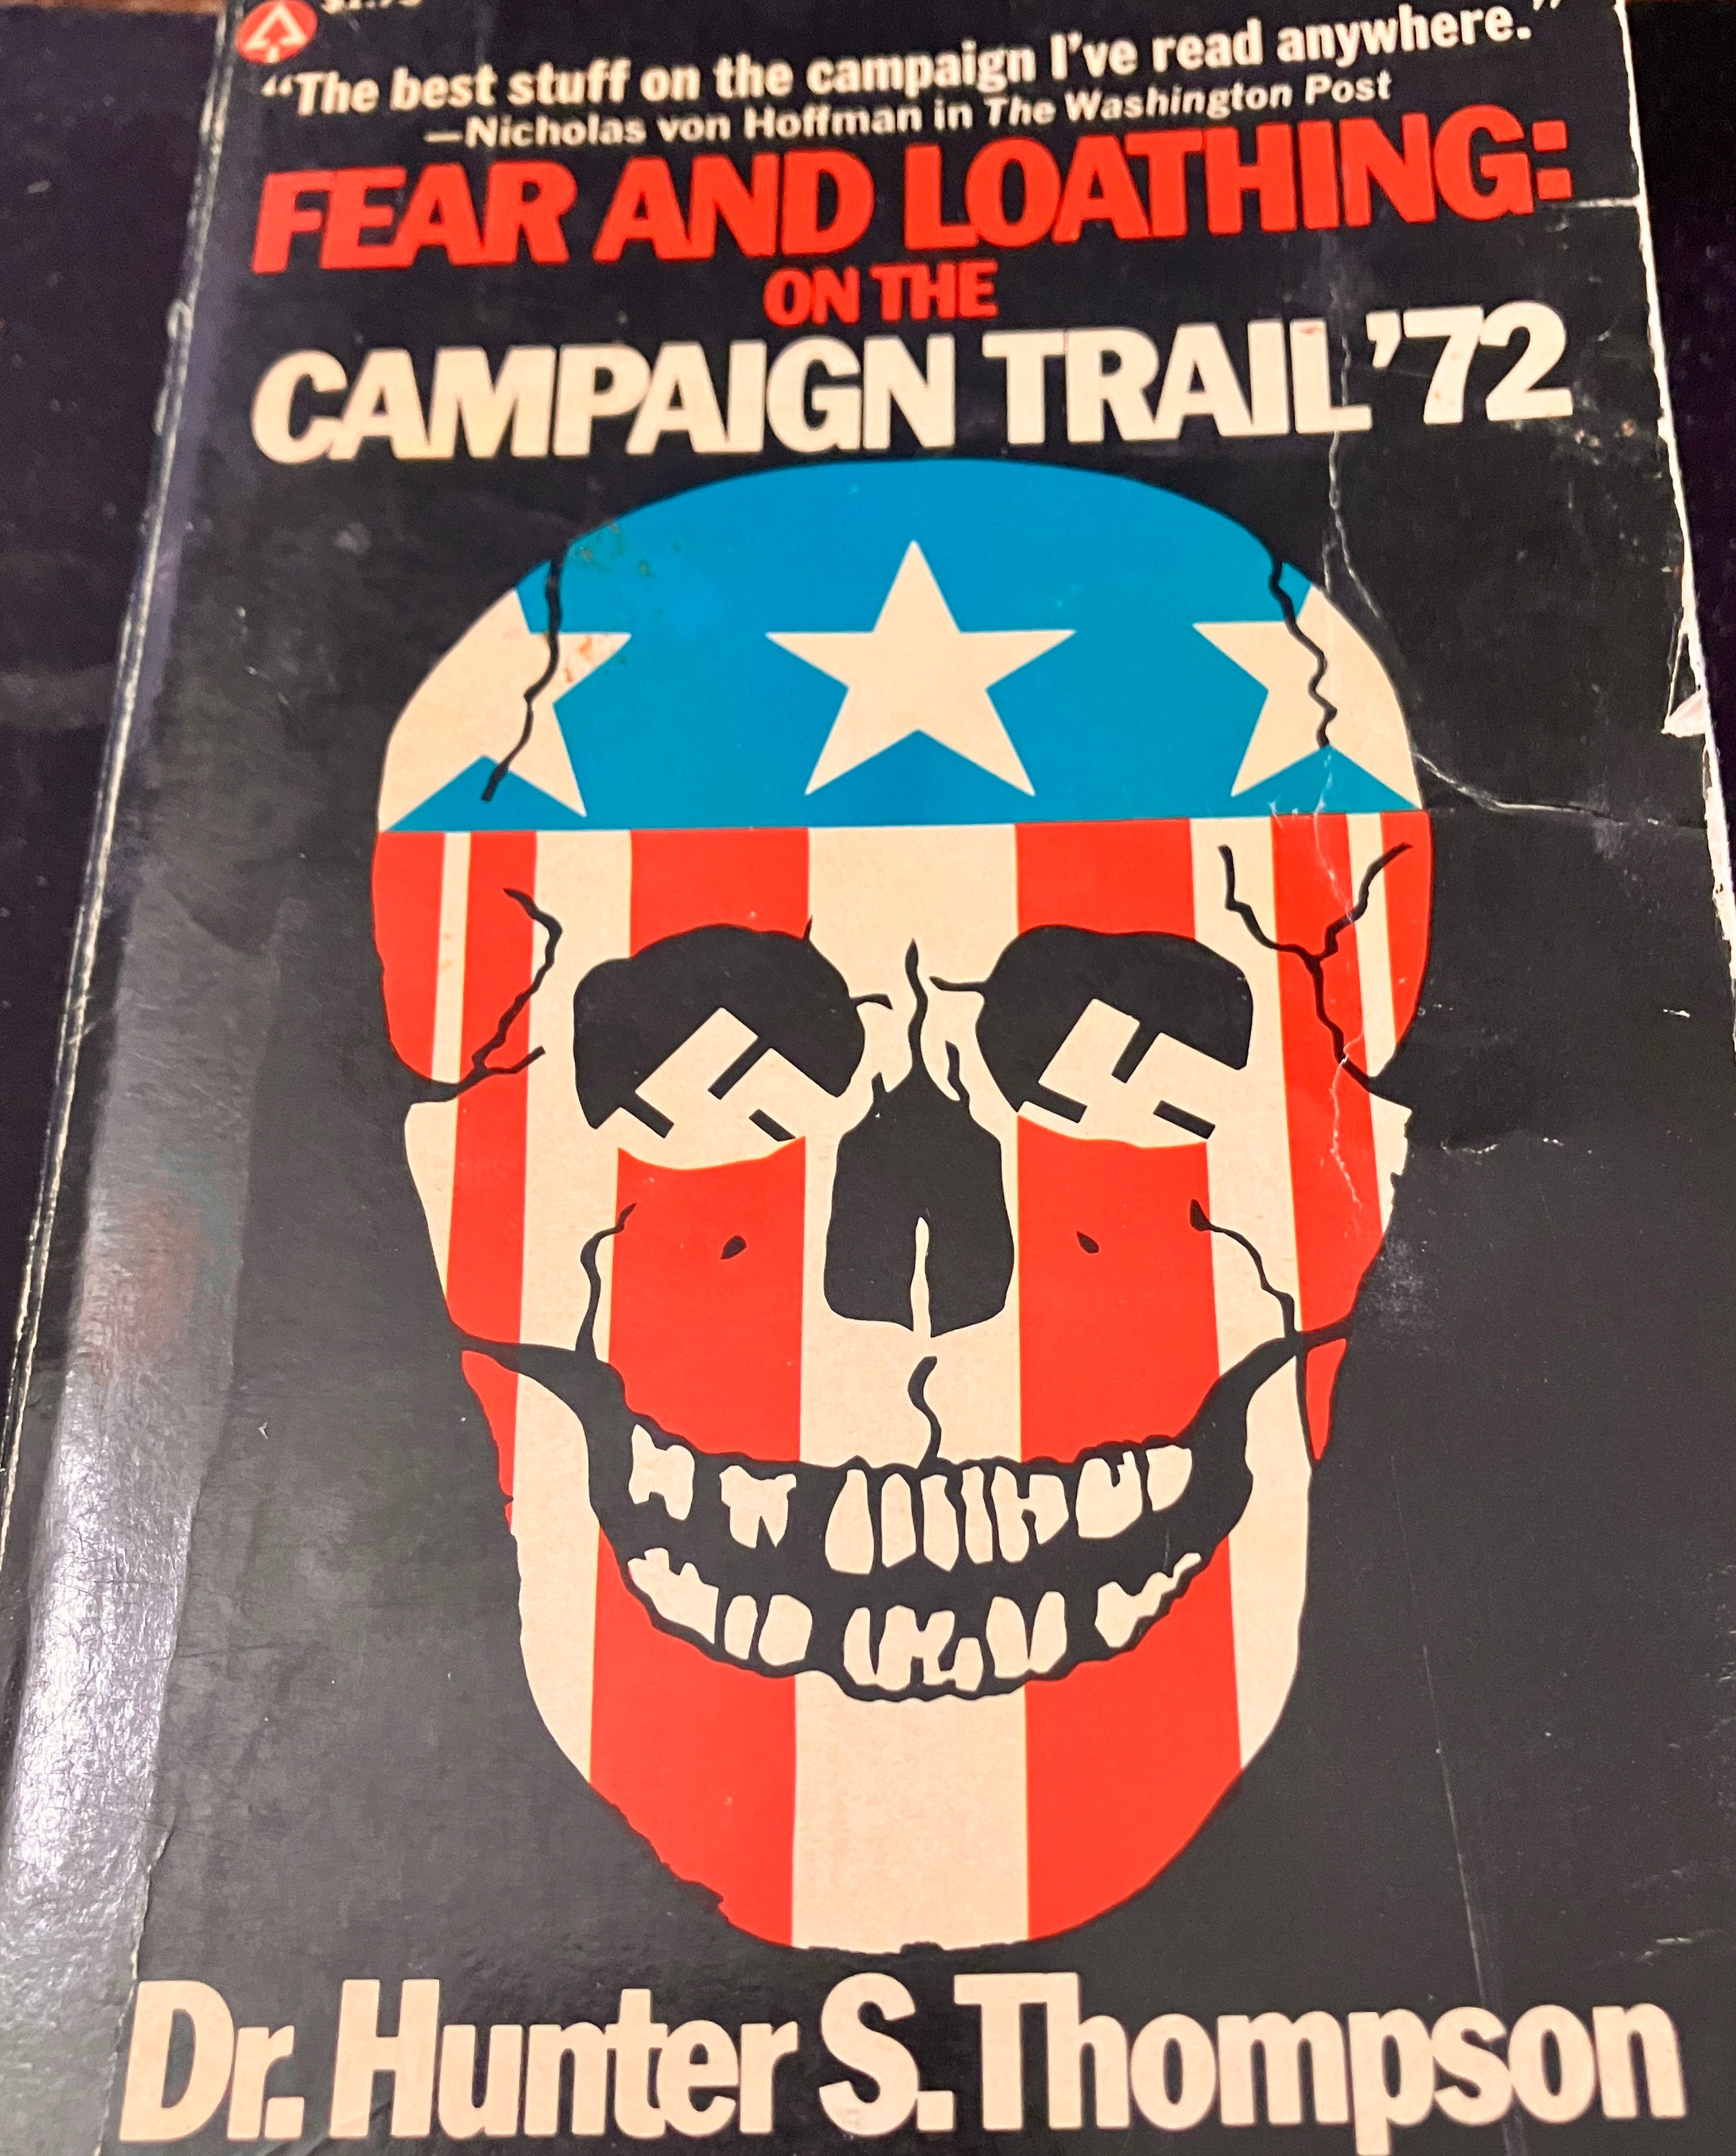 “The best stuff on the campaign I’ve read anywhere.”
—Nicholas von Hoffman in The Washington Post
FEAR AND LOATHING:
ON THE
CAMPAIGN TRAIL ’72
Dr. Hunter S. Thompson